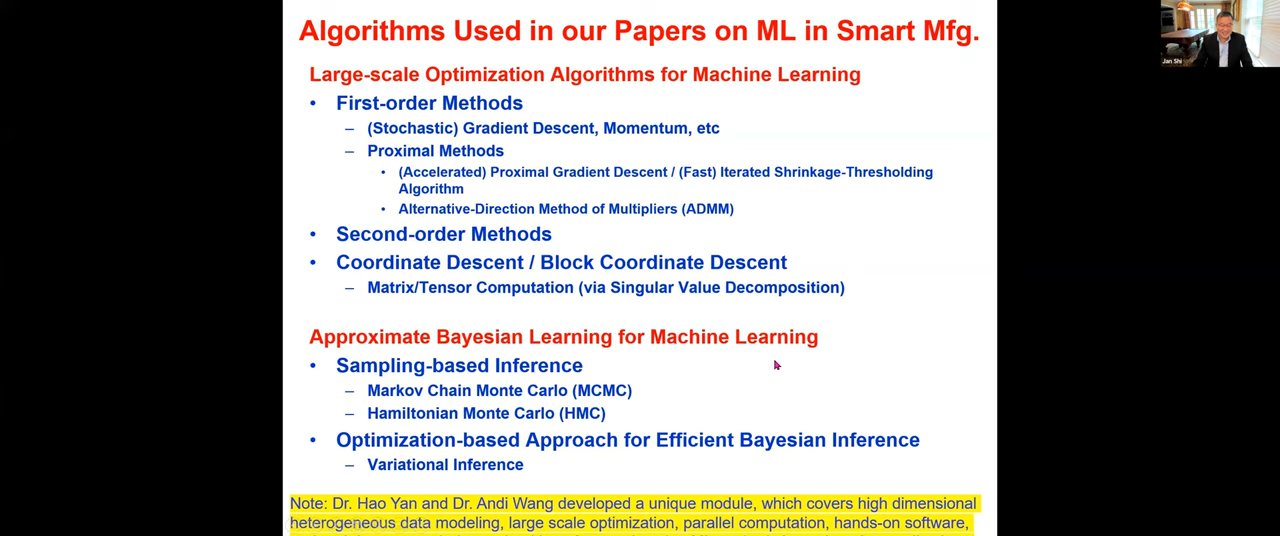 Algorithms Used in our Papers on ML in Smart Mfg.
Large-scale Optimization Algorithms for Machine Learning
• First-order Methods
– (Stochastic) Gradient Descent, Momentum, etc
– Proximal Methods
• (Accelerated) Proximal Gradient Descent / (Fast) Iterated Shrinkage-Thresholding
Algorithm
• Alternative-Direction Method of Multipliers (ADMM)
• Second-order Methods
• Coordinate Descent / Block Coordinate Descent
– Matrix/Tensor Computation (via Singular Value Decomposition)
Approximate Bayesian Learning for Machine Learning
• Sampling-based Inference
– Markov Chain Monte Carlo (MCMC)
– Hamiltonian Monte Carlo (HMC)
• Optimization-based Approach for Efficient Bayesian Inference
– Variational Inference
Note: Dr. Hao Yan and Dr. Andi Wang developed a unique module, which covers high dimensional
heterogeneous data modeling, large scale optimization, parallel computation, hands-on software,
Jan Shi